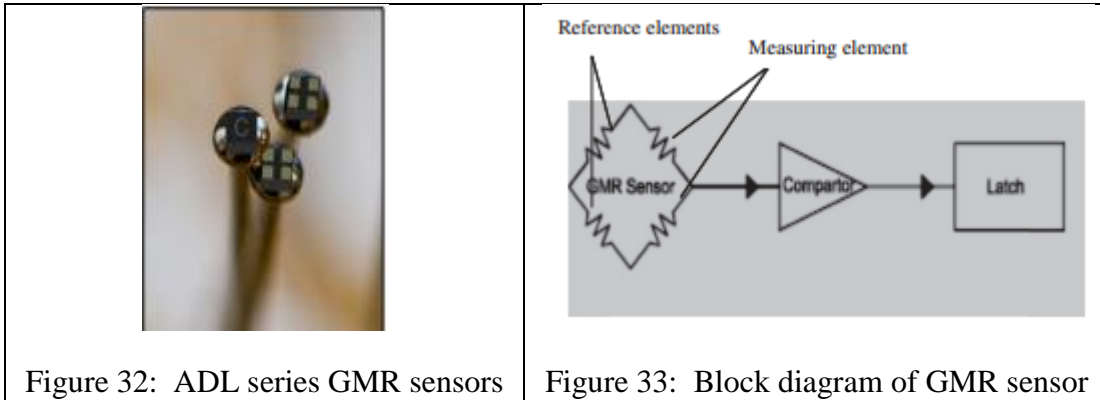 C
Figure 32: ADL series GMR sensors
Reference elements
Measuring element
GMR Sensor
Compartor
Latch
Figure 33: Block diagram of GMR sensor